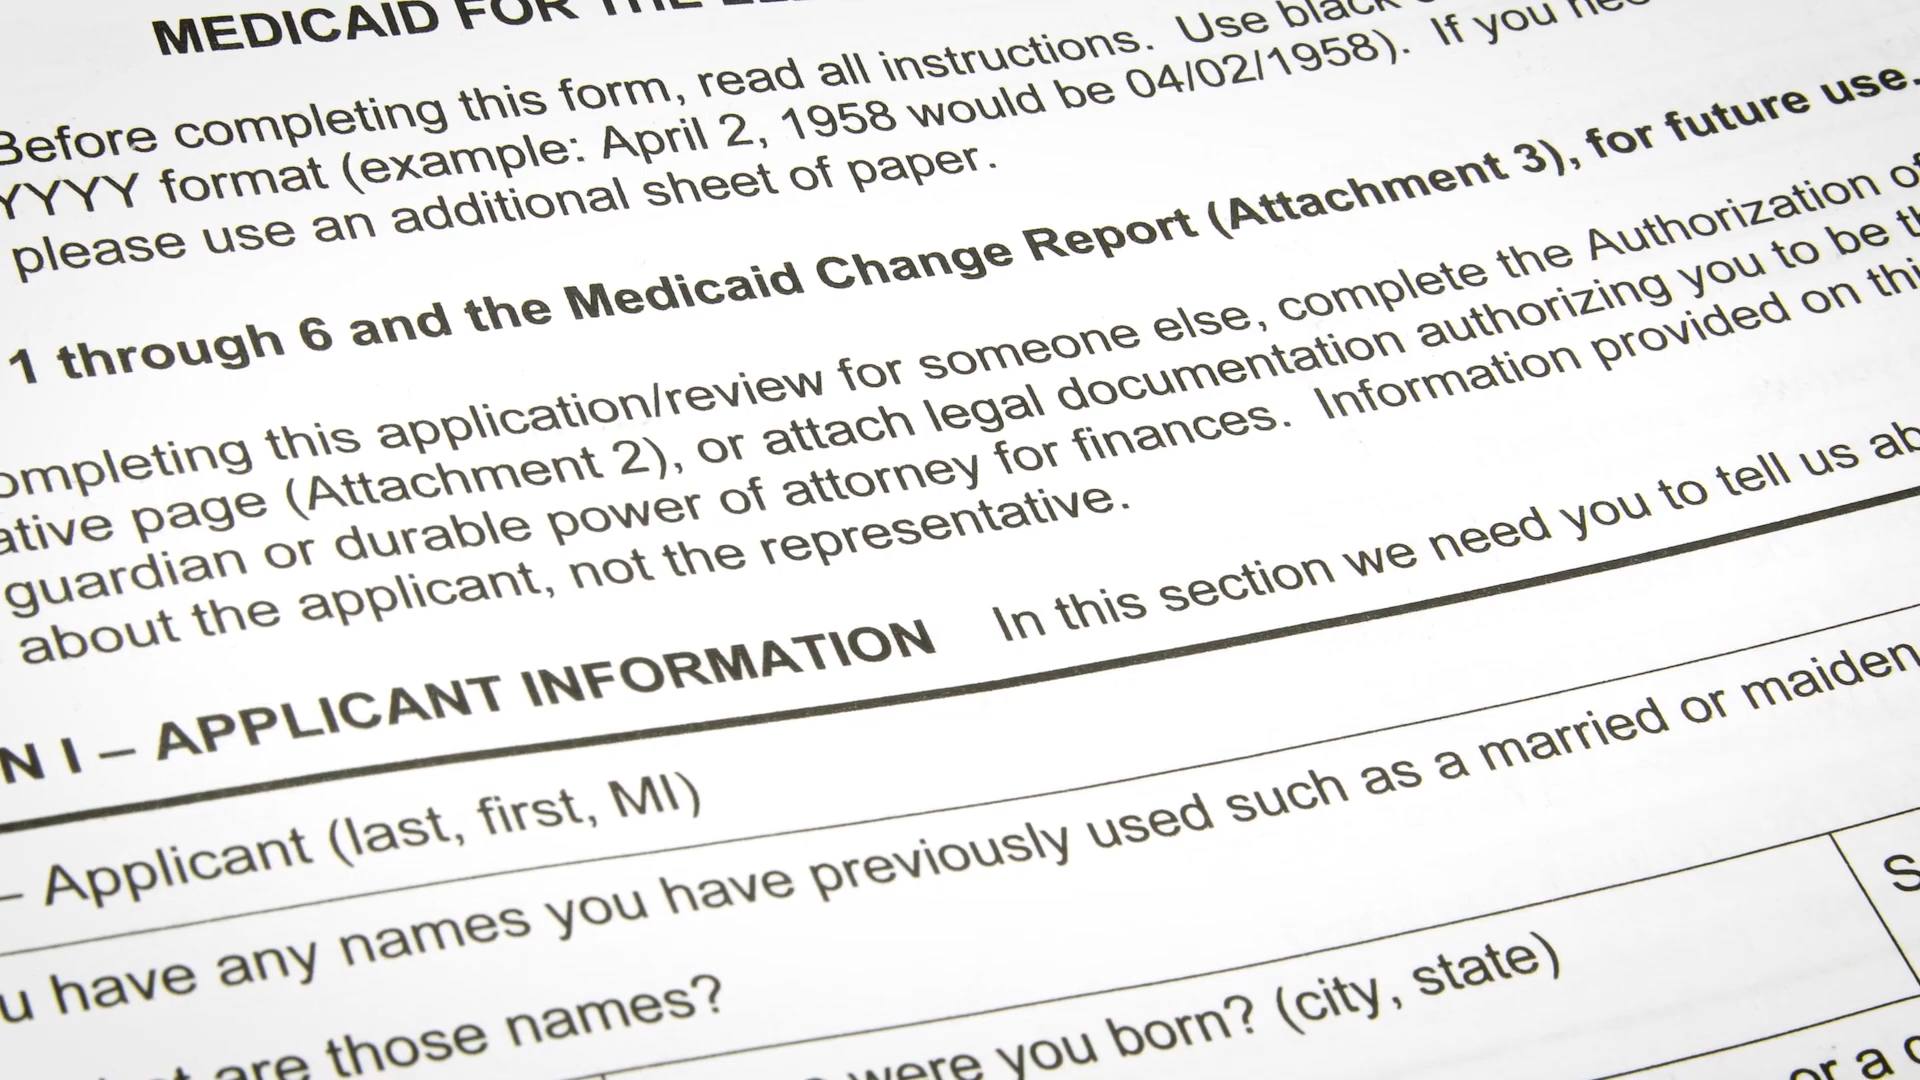 MEDICAID FOR THE
Before completing this form, read all instructions. Use black
YYYY format (example: April 2, 1958 would be 04/02/1958). If you
please use an additional sheet of paper.
1 through 6 and the Medicaid Change Report (Attachment 3), for future use.
ompleting this application/review for someone else, complete the Authorization of
ative page (Attachment 2), or attach legal documentation authorizing you to be
guardian or durable power of attorney for finances. Information provided on
about the applicant, not the representative.
N I – APPLICANT INFORMATION In this section we need you to tell us
– Applicant (last, first, MI)
u have any names you have previously used such as a married or maiden
are those names?
were you born? (city, state)
S
or a